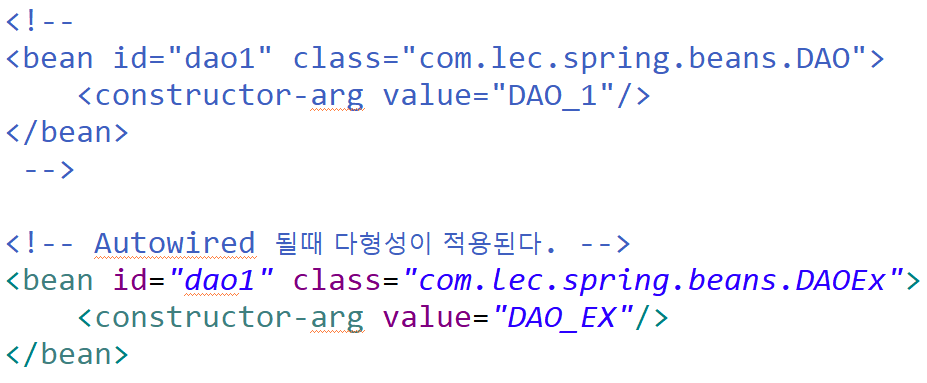 <!--
<bean id="dao1" class="com.lec.spring.beans.DAO">
    <constructor-arg value="DAO_1"/>
</bean>
 -->

<!-- Autowired 될때 다형성이 적용된다. -->
<bean id="dao1" class="com.lec.spring.beans.DAOEx">
    <constructor-arg value="DAO_EX"/>
</bean>